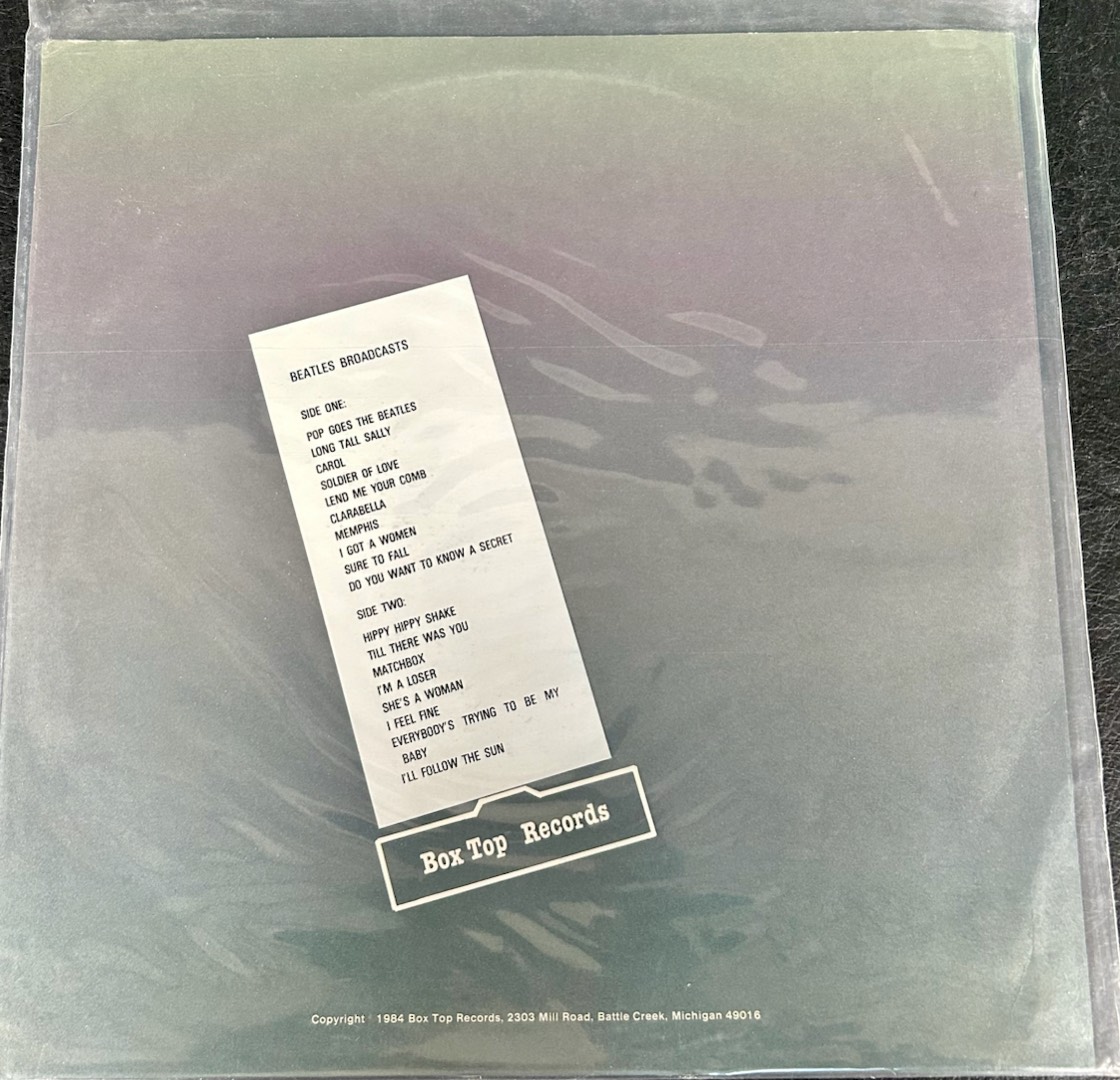 BEATLES BROADCASTS
SIDE ONE:
POP GOES THE BEATLES
LONG TALL SALLY
CAROL
SOLDIER OF LOVE
LEND ME YOUR COMB
CLARABELLA
MEMPHIS
I GOT A WOMEN
SURE TO FALL
DO YOU WANT TO KNOW A SECRET
SIDE TWO:
HIPPY HIPPY SHAKE
TILL THERE WAS YOU
MATCHBOX
I'M A LOSER
SHE'S A WOMAN
I FEEL FINE
EVERYBODY'S TRYING TO BE MY
BABY
I'LL FOLLOW THE SUN
Box Top Records
Copyright 1984 Box Top Records, 2303 Mill Road, Battle Creek, Michigan 49016